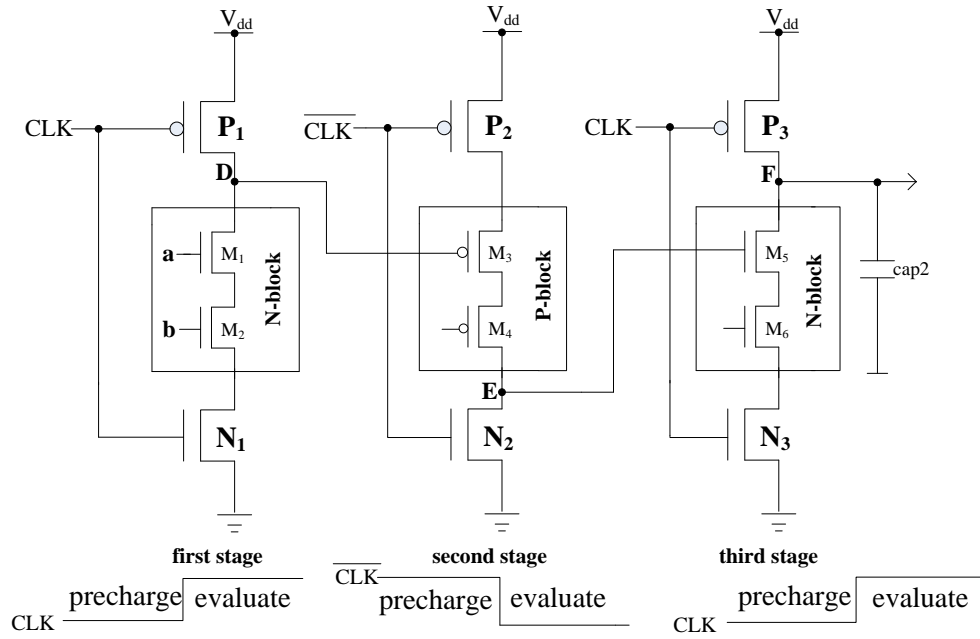 Vdd
Vdd
Vdd
CLK
P1
CLK
P2
CLK
P3
D
F
a
M1
M3
M5
cap2
b
M2
M4
M6
N-block
P-block
N-block
E
N1
N2
N3
first stage
second stage
third stage
CLK
precharge
evaluate
CLK
precharge
evaluate
CLK
precharge
evaluate